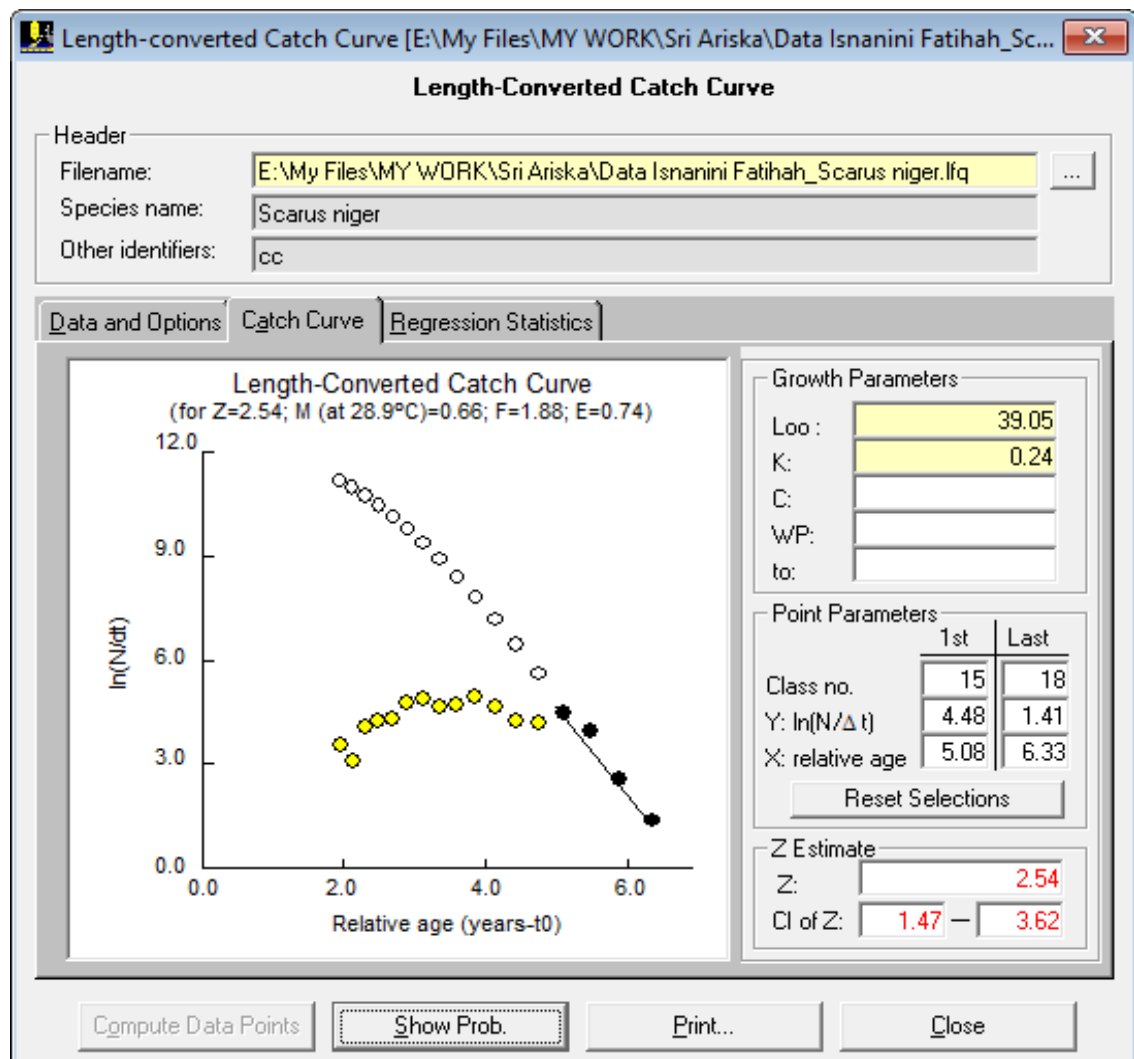 Length-converted Catch Curve [E:\My Files\MY WORK\Sri Ariska\Data Isnanini Fatihah_Sc...
Length-Converted Catch Curve
Header
Filename: E:\My Files\MY WORK\Sri Ariska\Data Isnanini Fatihah_Scarus niger.lfq ...
Species name: Scarus niger
Other identifiers: cc
Data and Options Catch Curve Regression Statistics
Length-Converted Catch Curve
(for Z=2.54; M (at 28.9ºC)=0.66; F=1.88; E=0.74)
12.0
9.0
6.0
3.0
0.0
ln(N/dt)
0.0 2.0 4.0 6.0
Relative age (years-t0)
Growth Parameters
Loo : 39.05
K: 0.24
C:
WP:
to:
Point Parameters
1st Last
Class no. 15 18
Y: ln(N/Δ t) 4.48 1.41
X: relative age 5.08 6.33
Reset Selections
Z Estimate
Z: 2.54
CI of Z: 1.47 – 3.62
Compute Data Points Show Prob. Print... Close